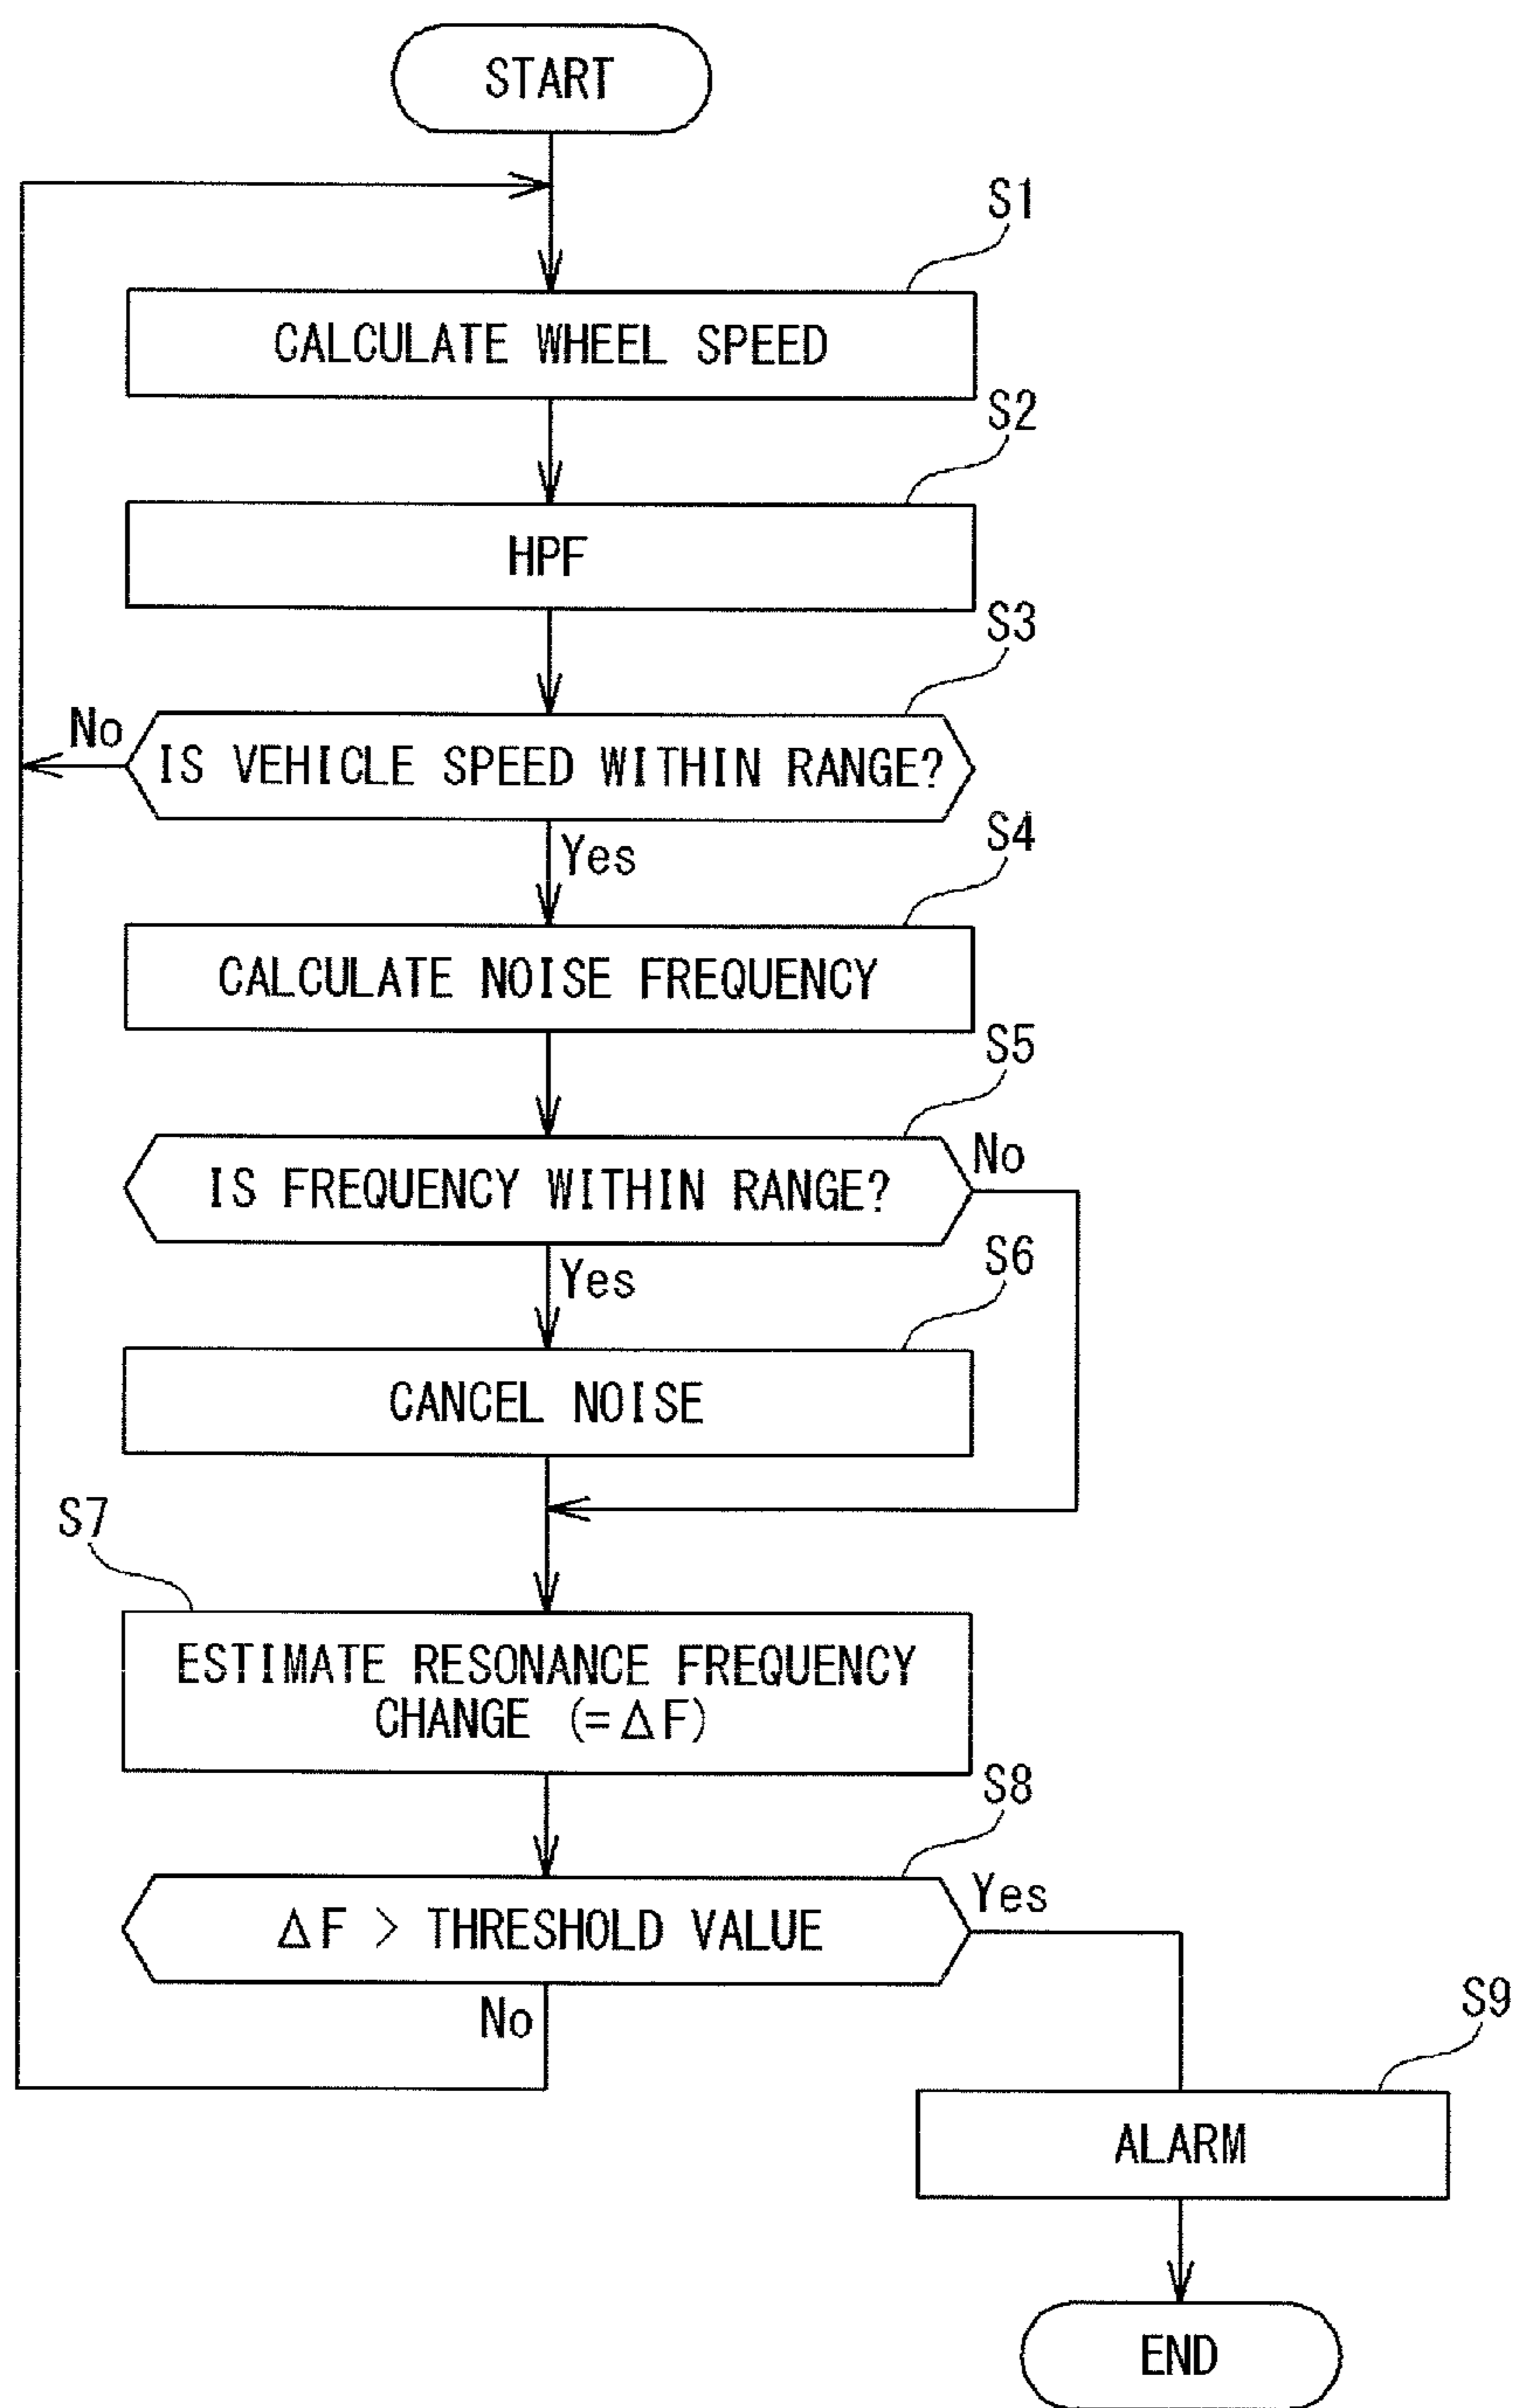 START
S1
CALCULATE WHEEL SPEED
S2
HPF
S3
No
IS VEHICLE SPEED WITHIN RANGE?
Yes
S4
CALCULATE NOISE FREQUENCY
S5
IS FREQUENCY WITHIN RANGE?
No
Yes
S6
CANCEL NOISE
S7
ESTIMATE RESONANCE FREQUENCY
CHANGE (=ΔF)
S8
ΔF > THRESHOLD VALUE
Yes
No
S9
ALARM
END